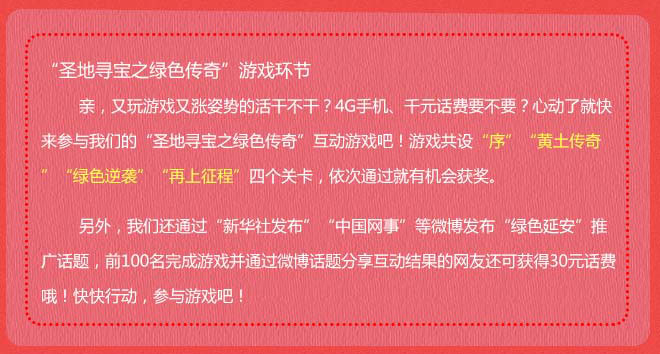 “圣地寻宝之绿色传奇”游戏环节
亲，又玩游戏又涨姿势的活干不干？4G手机、千元话费要不要？心动了就快
来参与我们的“圣地寻宝之绿色传奇”互动游戏吧！游戏共设“序”“黄土传奇
”“绿色逆袭”“再上征程”四个关卡，依次通过就有机会获奖。
另外，我们还通过“新华社发布”“中国网事”等微博发布“绿色延安”推
广话题，前100名完成游戏并通过微博话题分享互动结果的网友还可获得30元话费
哦！快快行动，参与游戏吧！